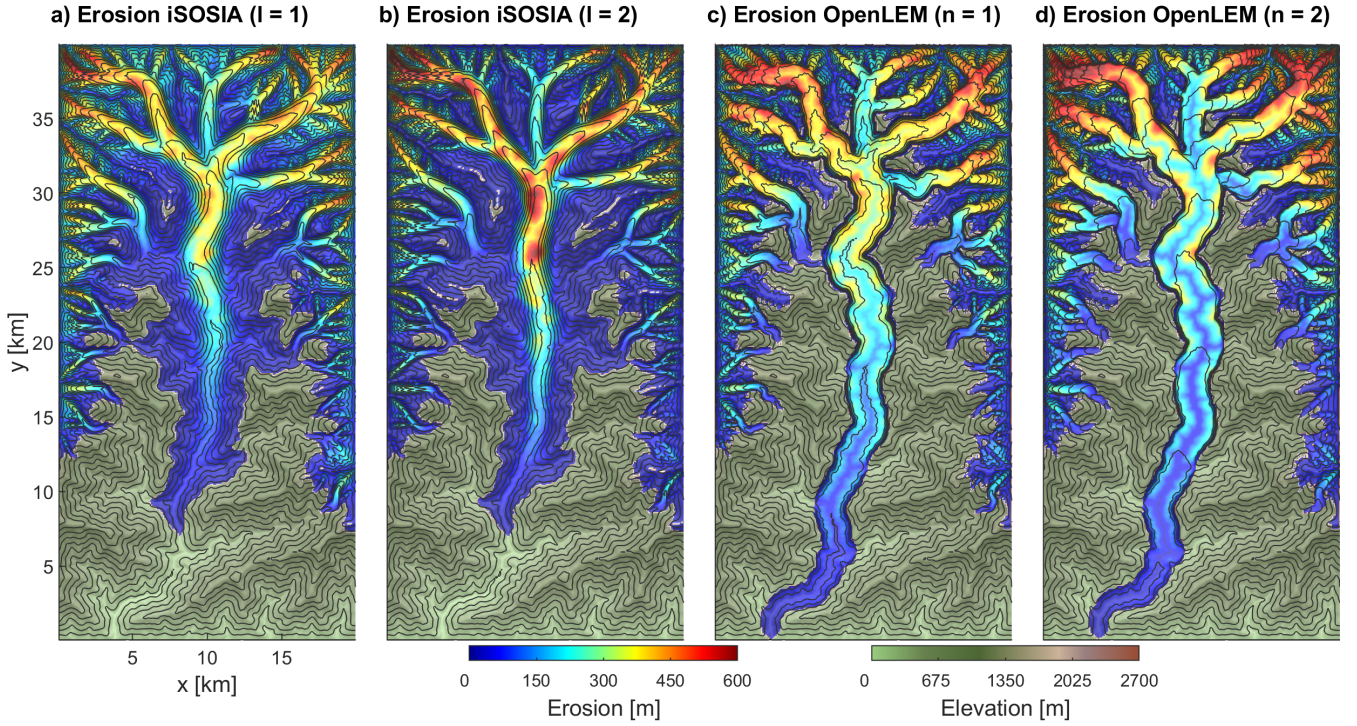 a) Erosion iSOSIA (l = 1)
b) Erosion iSOSIA (l = 2)
c) Erosion OpenLEM (n = 1)
d) Erosion OpenLEM (n = 2)
35
30
25
20
15
10
5
y [km]
5 10 15
x [km]
0 150 300 450 600
Erosion [m]
0 675 1350 2025 2700
Elevation [m]